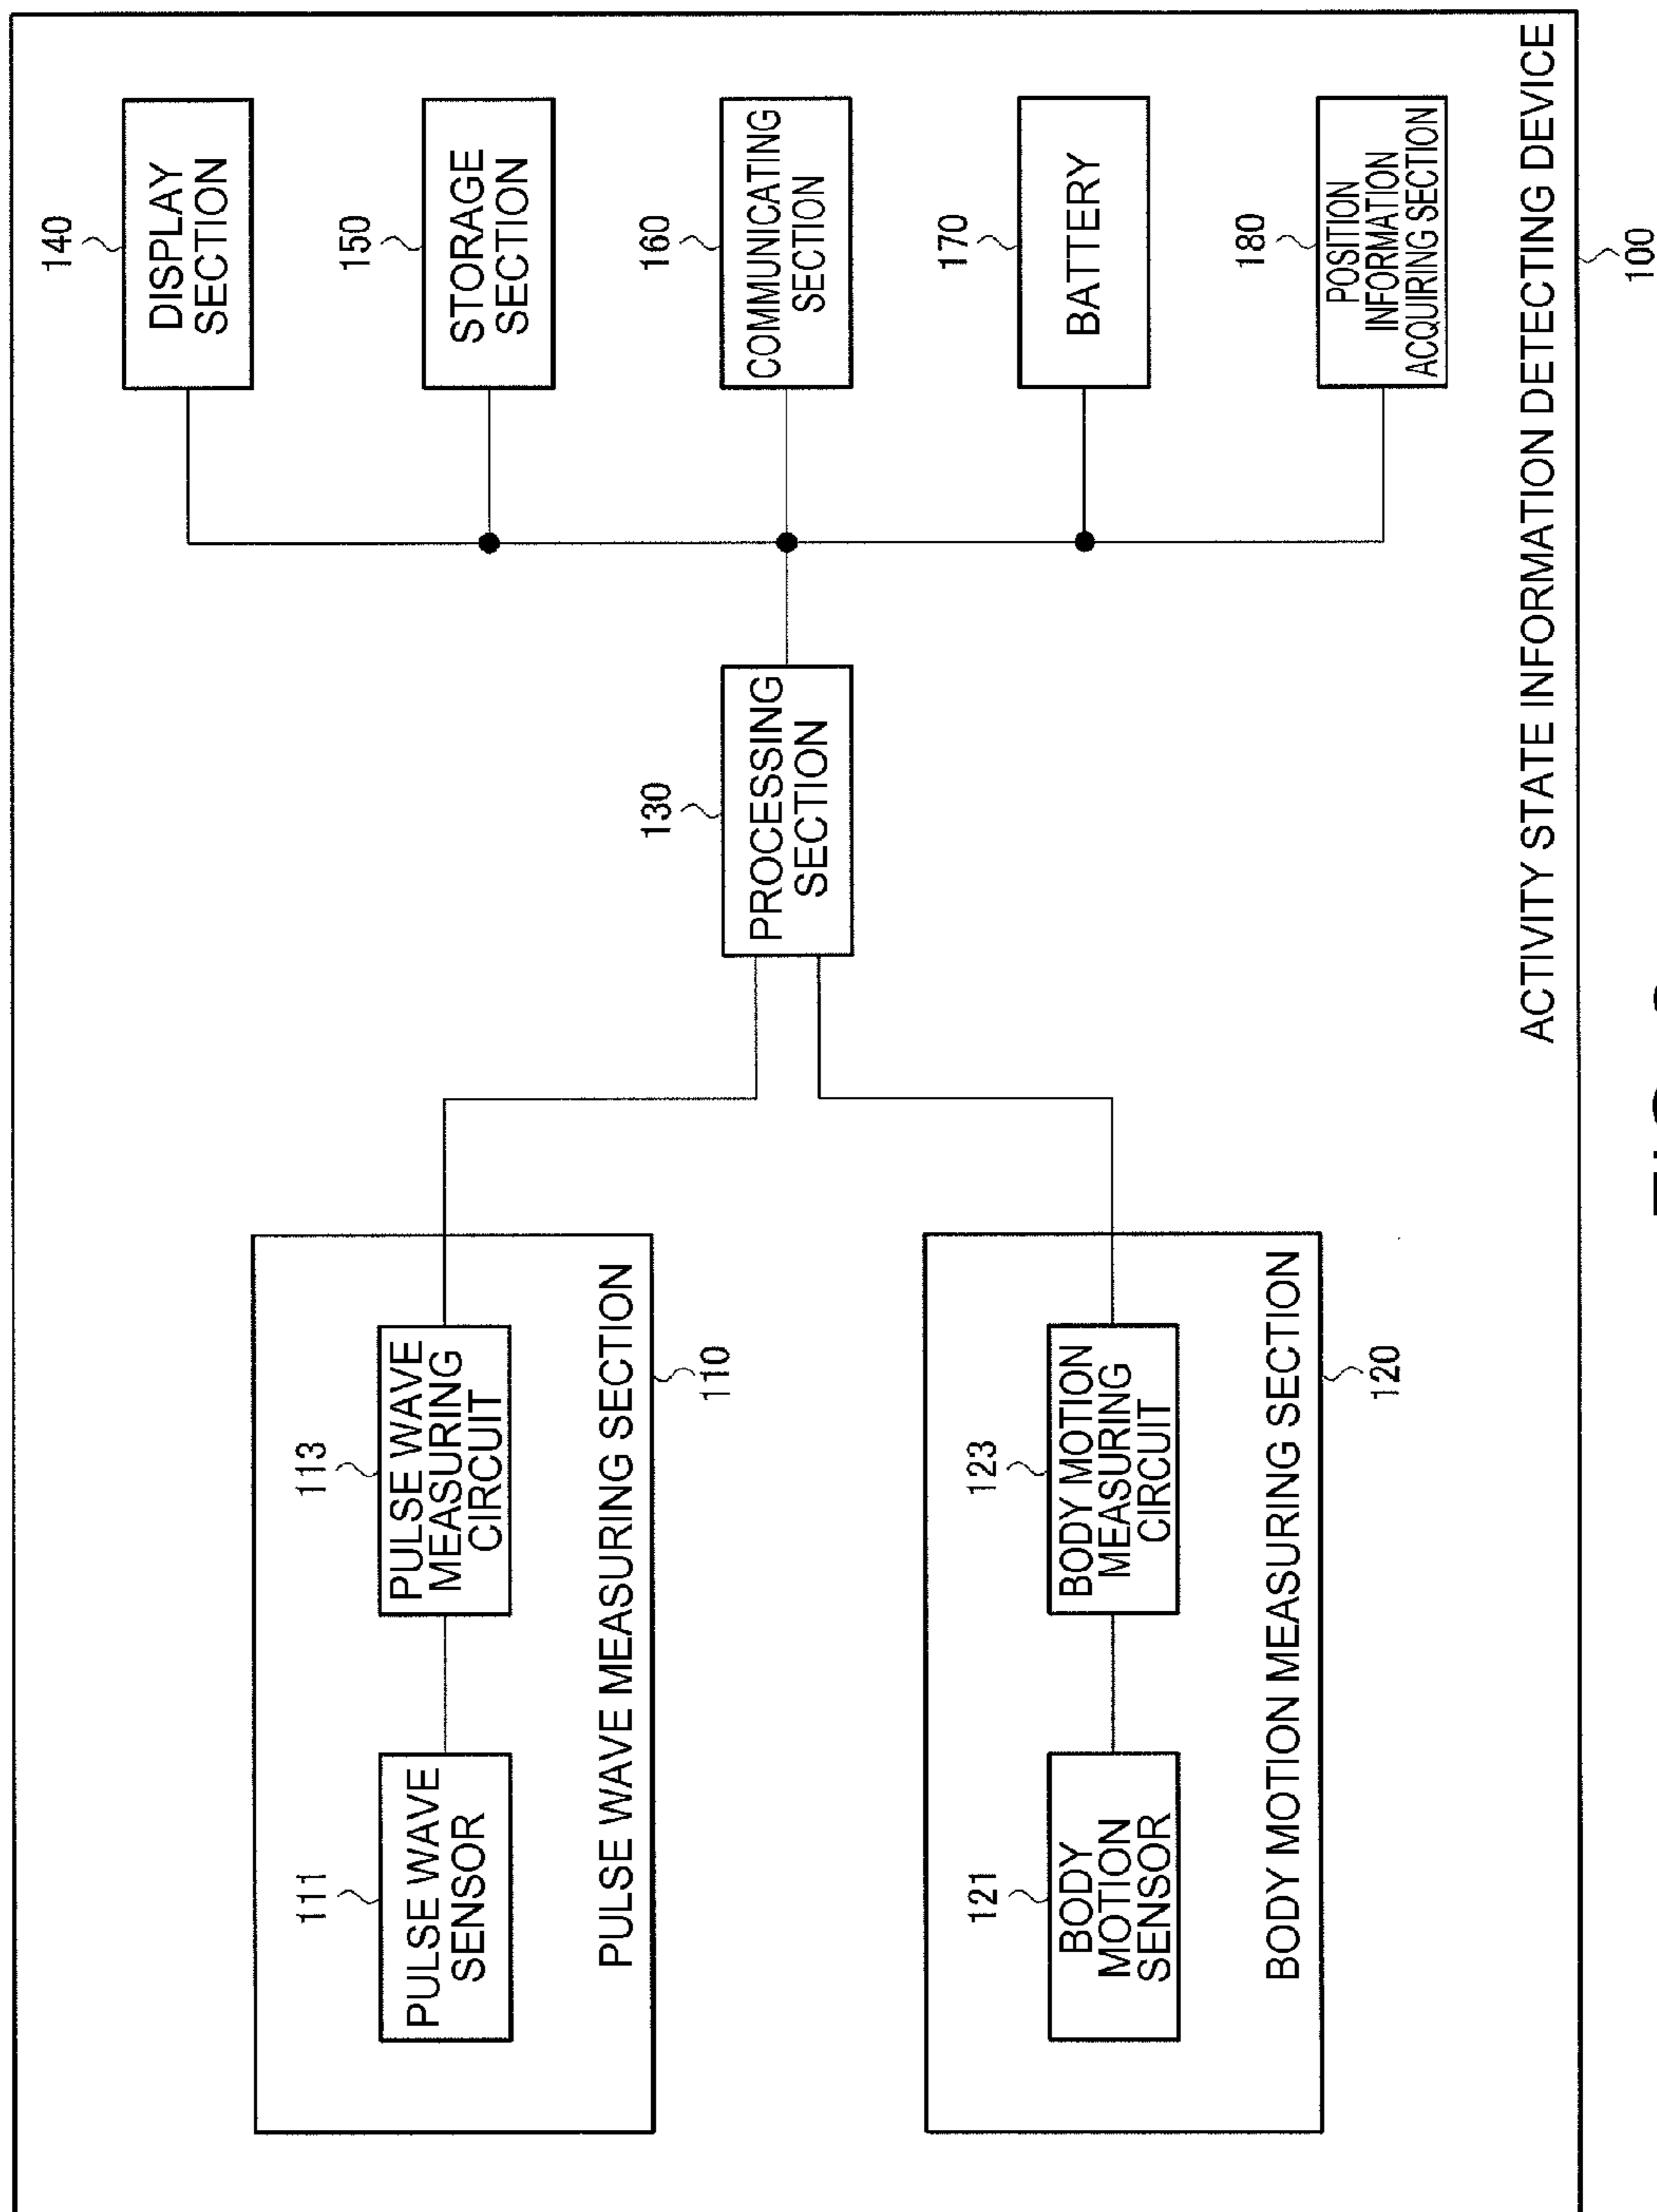 111
PULSE WAVE
SENSOR
113
PULSE WAVE
MEASURING
CIRCUIT
PULSE WAVE MEASURING SECTION
110
121
BODY
MOTION
SENSOR
123
BODY MOTION
MEASURING
CIRCUIT
BODY MOTION MEASURING SECTION
120
130
PROCESSING
SECTION
140
DISPLAY
SECTION
150
STORAGE
SECTION
160
COMMUNICATING
SECTION
170
BATTERY
180
POSITION
INFORMATION
ACQUIRING SECTION
ACTIVITY STATE INFORMATION DETECTING DEVICE
100